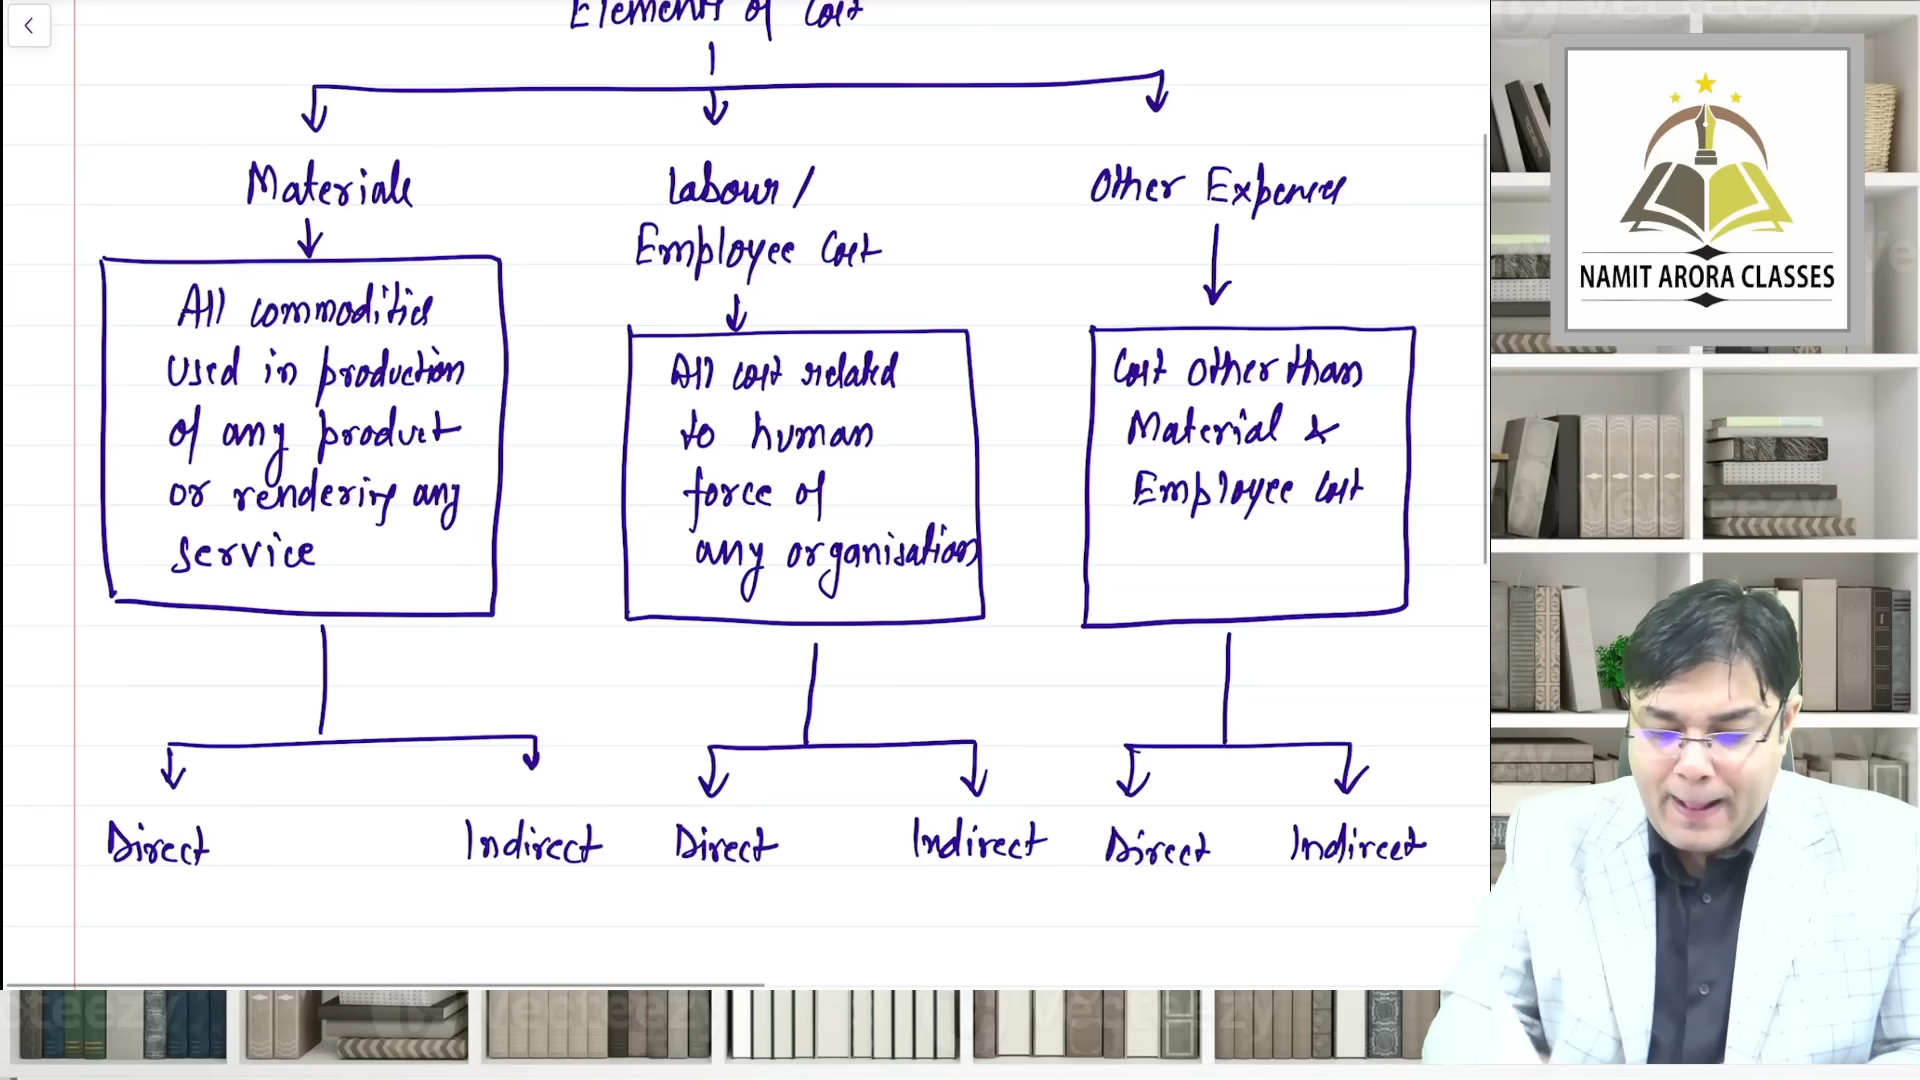 Elements of Cost
Materials
Labour /
Employee Cost
Other Expenses
All commodities
used in production
of any product
or rendering any
service
All cost related
to human
force of
any organisation
Cost other than
Material &
Employee Cost
Direct
Indirect
Direct
Indirect
Direct
Indirect
NAMIT ARORA CLASSES